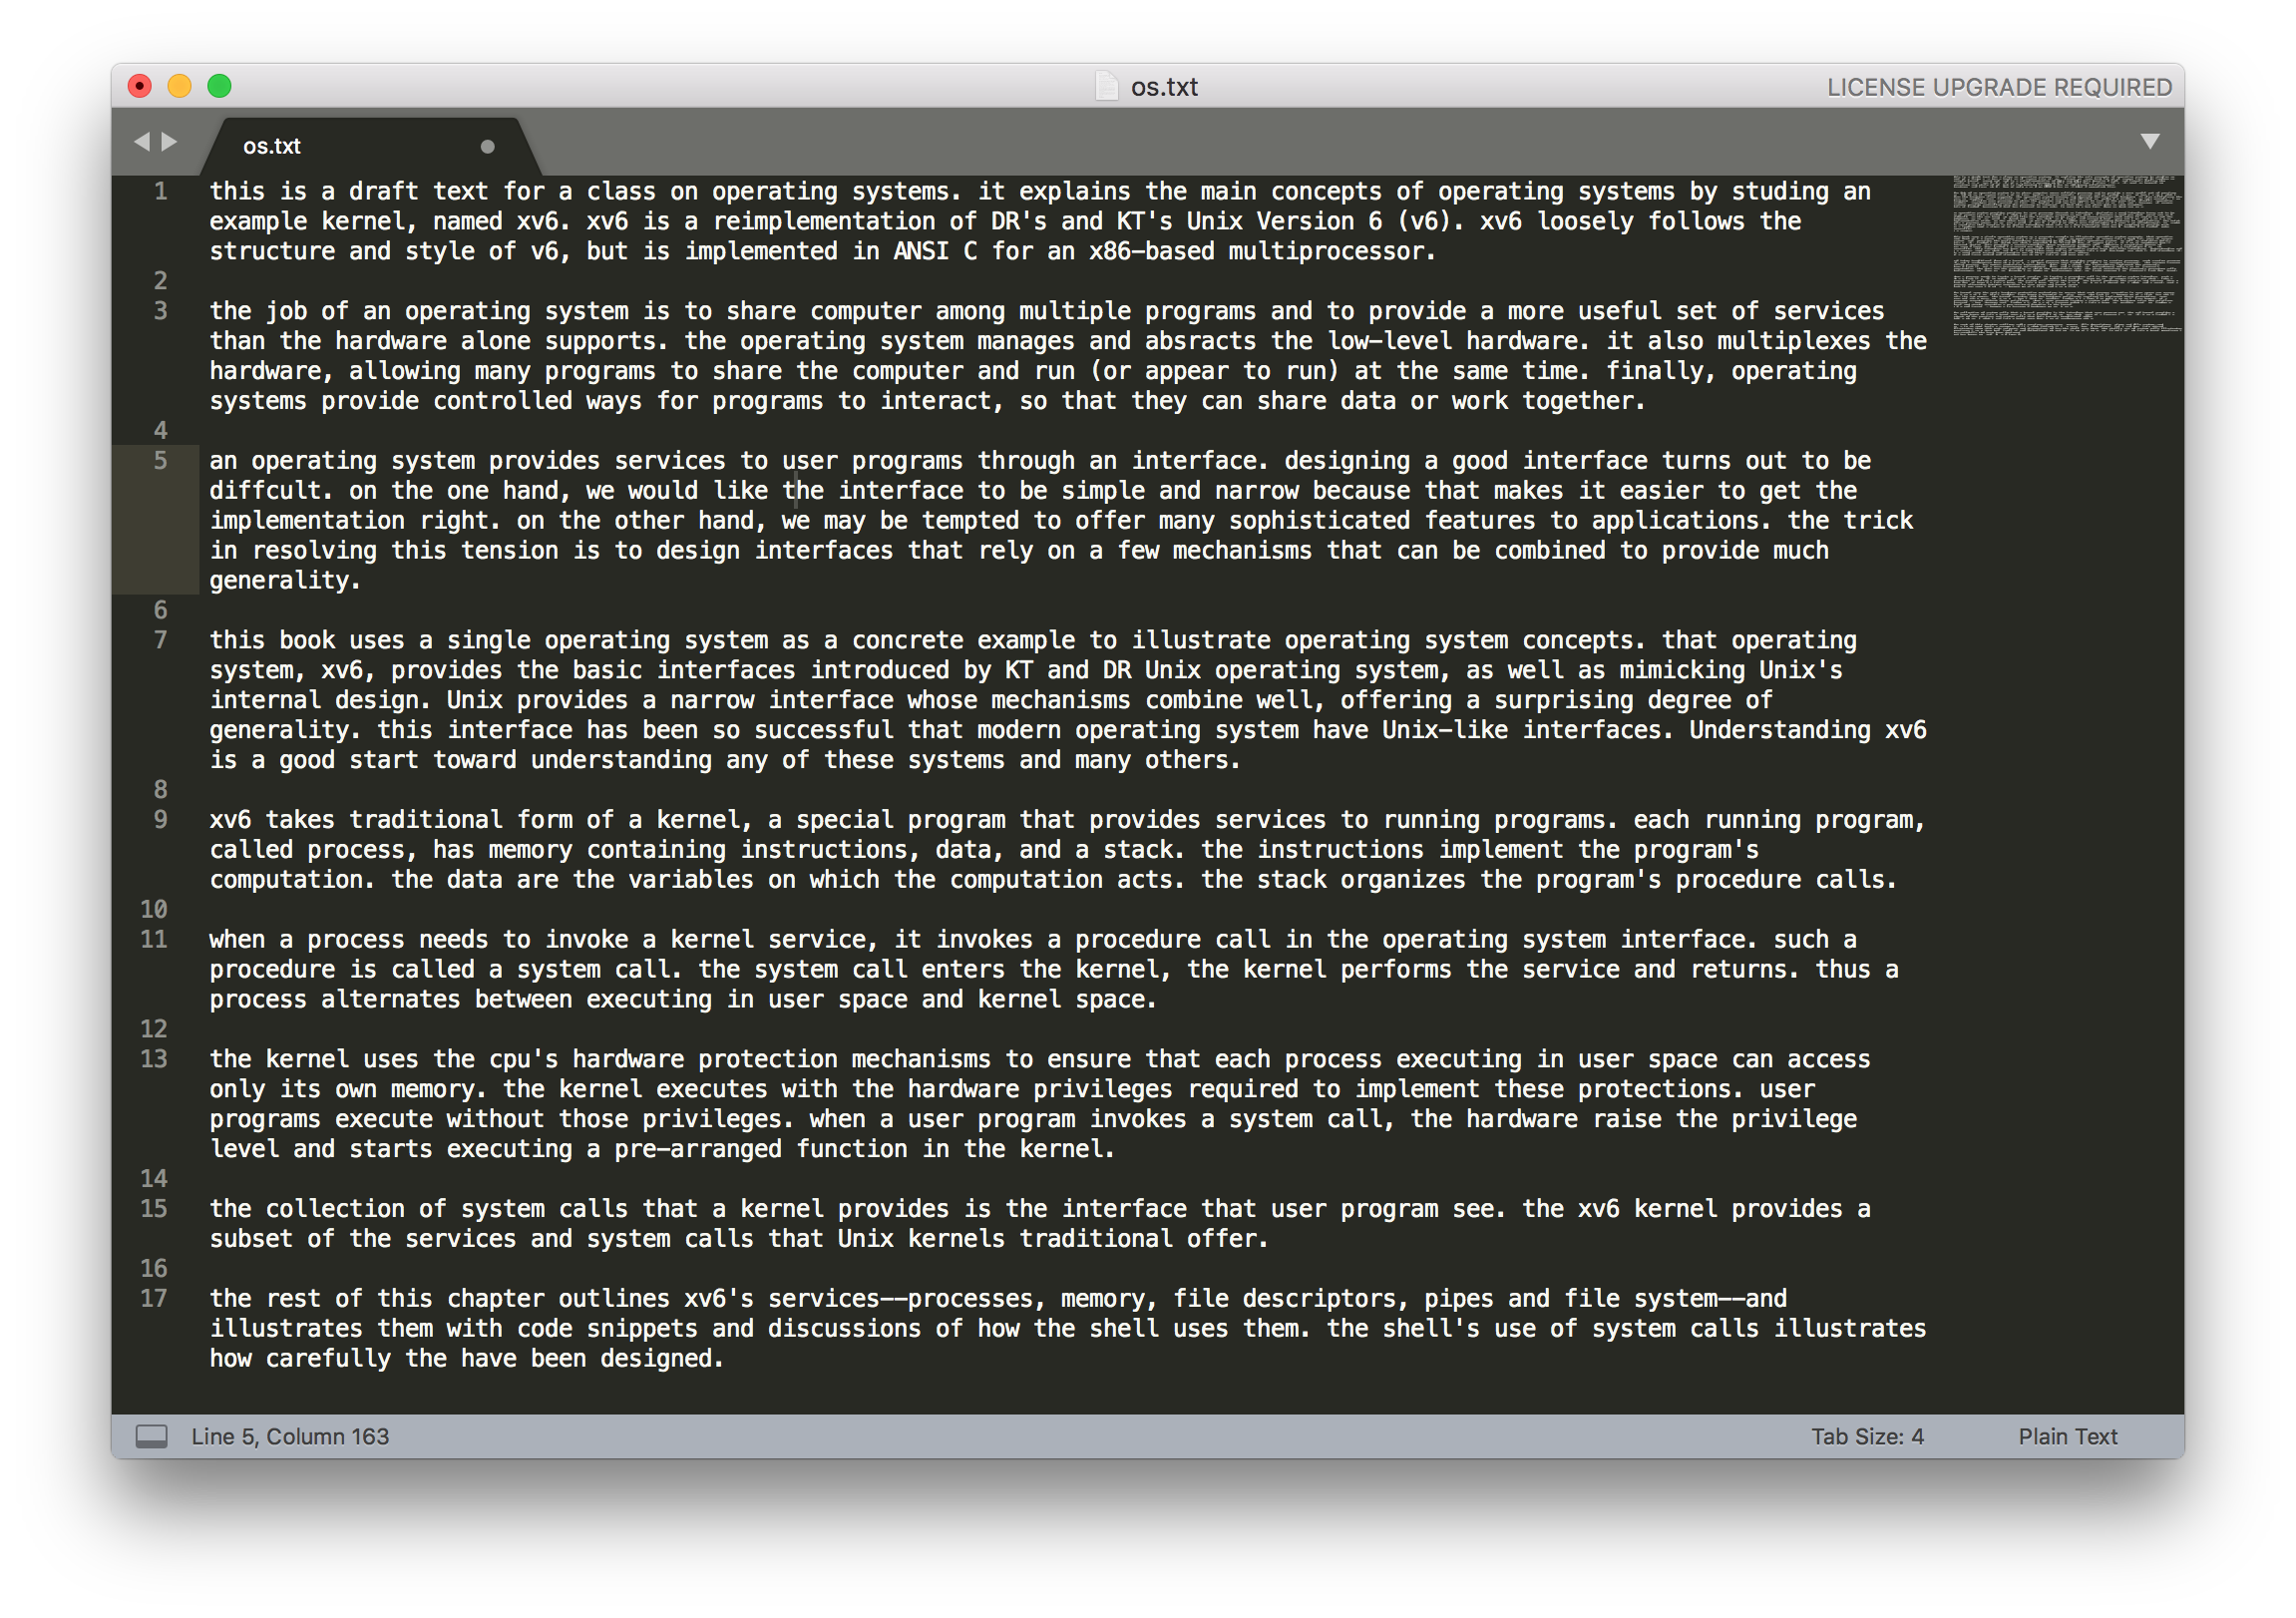 os.txt
LICENSE UPGRADE REQUIRED
os.txt
1 this is a draft text for a class on operating systems. it explains the main concepts of operating systems by studing an
example kernel, named xv6. xv6 is a reimplementation of DR's and KT's Unix Version 6 (v6). xv6 loosely follows the
structure and style of v6, but is implemented in ANSI C for an x86-based multiprocessor.
2
3 the job of an operating system is to share computer among multiple programs and to provide a more useful set of services
than the hardware alone supports. the operating system manages and absracts the low-level hardware. it also multiplexes the
hardware, allowing many programs to share the computer and run (or appear to run) at the same time. finally, operating
systems provide controlled ways for programs to interact, so that they can share data or work together.
4
5 an operating system provides services to user programs through an interface. designing a good interface turns out to be
diffcult. on the one hand, we would like the interface to be simple and narrow because that makes it easier to get the
implementation right. on the other hand, we may be tempted to offer many sophisticated features to applications. the trick
in resolving this tension is to design interfaces that rely on a few mechanisms that can be combined to provide much
generality.
6
7 this book uses a single operating system as a concrete example to illustrate operating system concepts. that operating
system, xv6, provides the basic interfaces introduced by KT and DR Unix operating system, as well as mimicking Unix's
internal design. Unix provides a narrow interface whose mechanisms combine well, offering a surprising degree of
generality. this interface has been so successful that modern operating system have Unix-like interfaces. Understanding xv6
is a good start toward understanding any of these systems and many others.
8
9 xv6 takes traditional form of a kernel, a special program that provides services to running programs. each running program,
called process, has memory containing instructions, data, and a stack. the instructions implement the program's
computation. the data are the variables on which the computation acts. the stack organizes the program's procedure calls.
10
11 when a process needs to invoke a kernel service, it invokes a procedure call in the operating system interface. such a
procedure is called a system call. the system call enters the kernel, the kernel performs the service and returns. thus a
process alternates between executing in user space and kernel space.
12
13 the kernel uses the cpu's hardware protection mechanisms to ensure that each process executing in user space can access
only its own memory. the kernel executes with the hardware privileges required to implement these protections. user
programs execute without those privileges. when a user program invokes a system call, the hardware raise the privilege
level and starts executing a pre-arranged function in the kernel.
14
15 the collection of system calls that a kernel provides is the interface that user program see. the xv6 kernel provides a
subset of the services and system calls that Unix kernels traditional offer.
16
17 the rest of this chapter outlines xv6's services--processes, memory, file descriptors, pipes and file system--and
illustrates them with code snippets and discussions of how the shell uses them. the shell's use of system calls illustrates
how carefully the have been designed.
Line 5, Column 163
Tab Size: 4
Plain Text